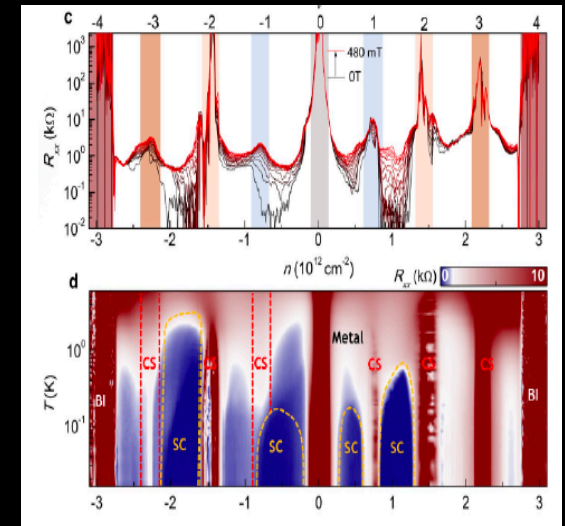 c
-4 -3 -2 -1 0 1 2 3 4
10³
10²
10¹
10⁰
10⁻¹
10⁻²
Rₓₓ (kΩ)
480 mT
0T
-3 -2 -1 0 1 2 3
n (10¹² cm⁻²)
d
Rₓₓ (kΩ) 0 10
T (K)
10⁰
10⁻¹
BI CS CS CS Metal CS CS CS BI
SC SC SC SC
-3 -2 -1 0 1 2 3